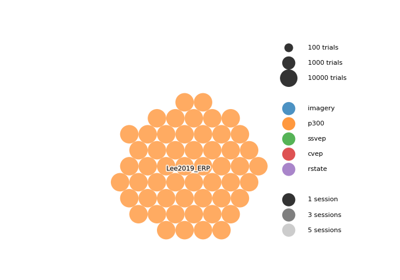 100 trials
1000 trials
10000 trials
imagery
p300
ssvep
cvep
rstate
Lee2019_ERP
1 session
3 sessions
5 sessions